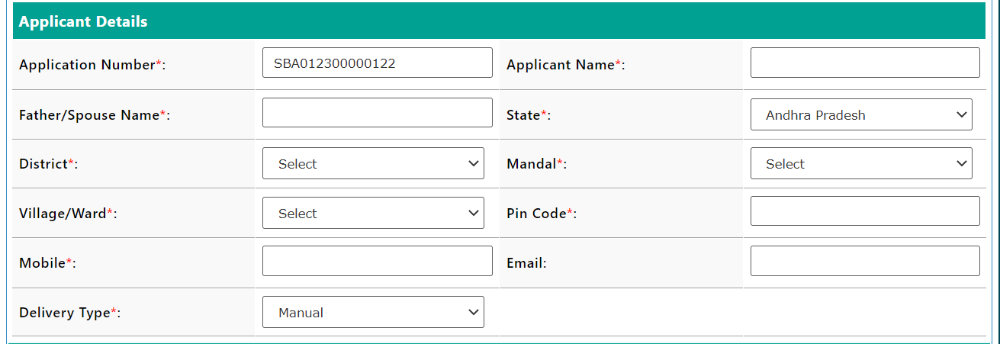 Applicant Details
Application Number*: SBA012300000122 Applicant Name*:
Father/Spouse Name*: State*: Andhra Pradesh
District*: Select Mandal*: Select
Village/Ward*: Select Pin Code*:
Mobile*: Email:
Delivery Type*: Manual